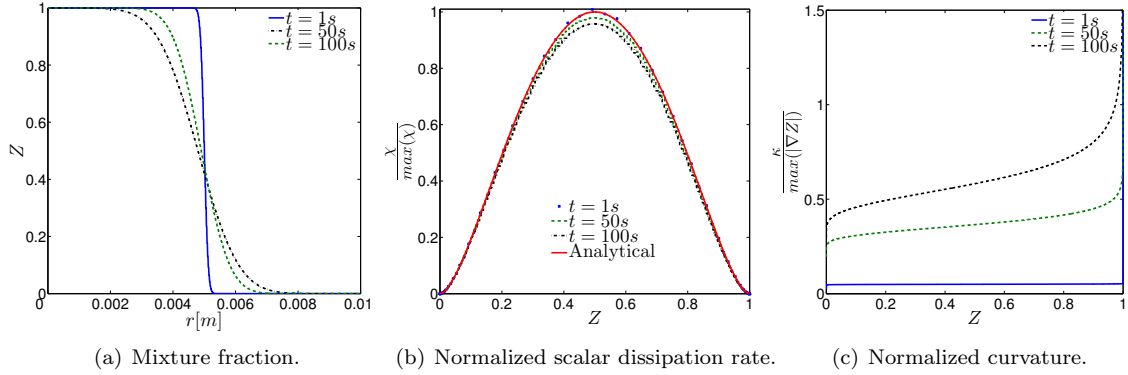 t = 1s
t = 50s
t = 100s
1
0.8
0.6
0.4
0.2
0
Z
0 0.002 0.004 0.006 0.008 0.01
r[m]
(a) Mixture fraction.
1
0.8
0.6
0.4
0.2
0
χ
max(χ)
t = 1s
t = 50s
t = 100s
Analytical
0 0.2 0.4 0.6 0.8 1
Z
(b) Normalized scalar dissipation rate.
t = 1s
t = 50s
t = 100s
1.5
1
0.5
0
κ
max(|∇Z|)
0 0.2 0.4 0.6 0.8 1
Z
(c) Normalized curvature.